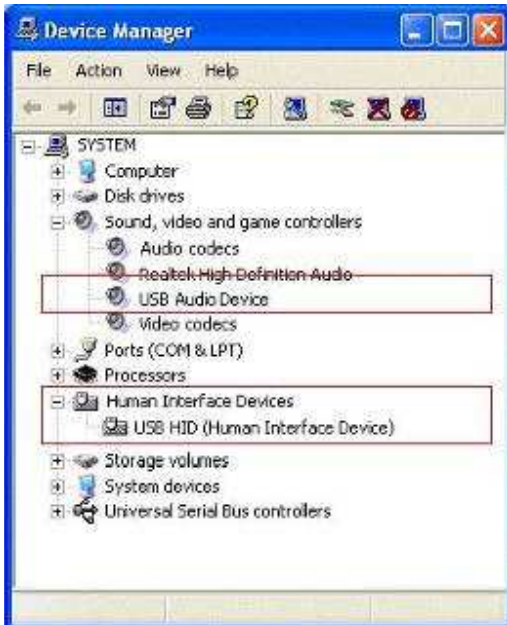 Device Manager
File Action View Help
SYSTEM
Computer
Disk drives
Sound, video and game controllers
Audio codecs
Realtek High Definition Audio
USB Audio Device
Video codecs
Ports (COM & LPT)
Processors
Human Interface Devices
USB HID (Human Interface Device)
Storage volumes
System devices
Universal Serial Bus controllers